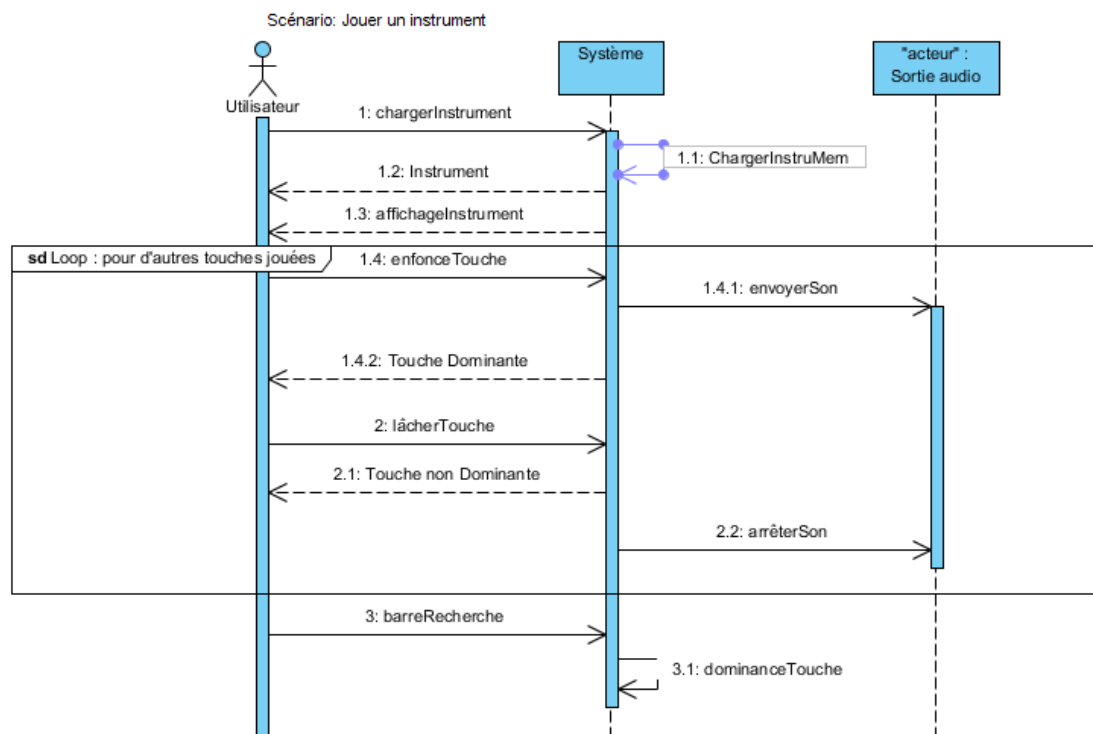 Scénario: Jouer un instrument
Utilisateur
Système
"acteur" :
Sortie audio
1: chargerInstrument
1.1: ChargerInstruMem
1.2: Instrument
1.3: affichageInstrument
sd Loop : pour d'autres touches jouées
1.4: enfonceTouche
1.4.1: envoyerSon
1.4.2: Touche Dominante
2: lâcherTouche
2.1: Touche non Dominante
2.2: arrêterSon
3: barreRecherche
3.1: dominanceTouche